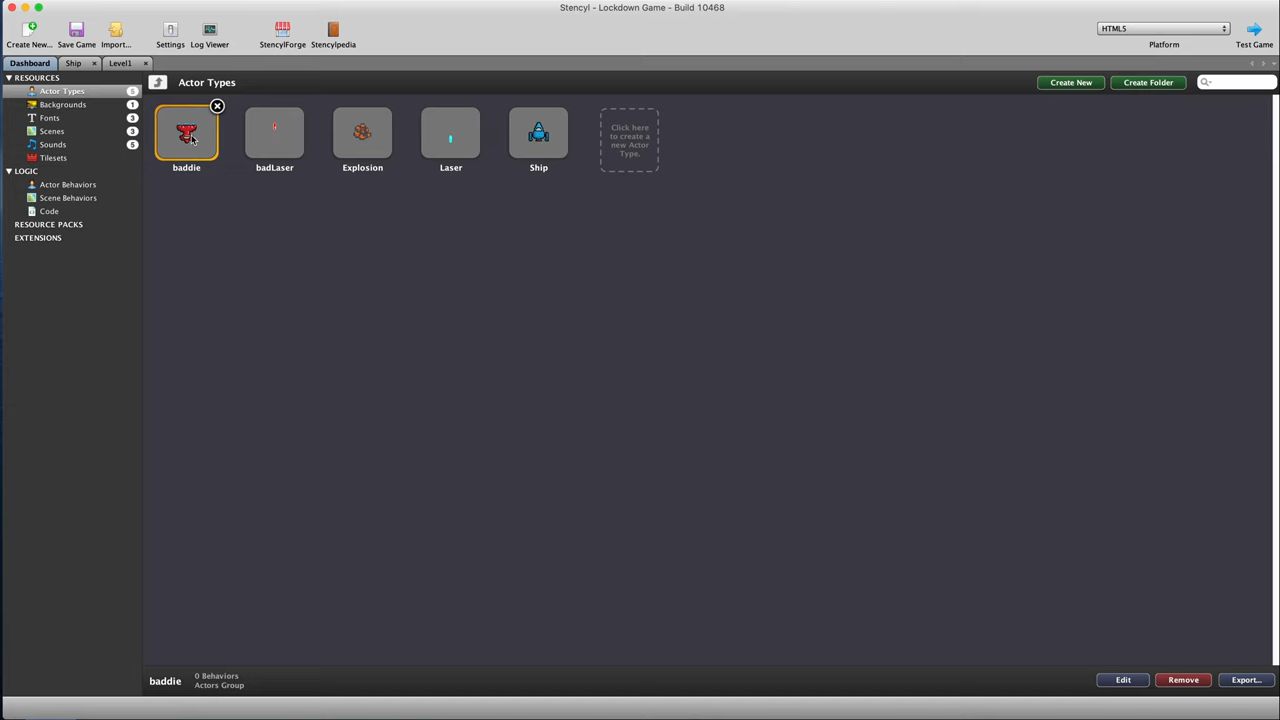 Stencyl - Lockdown Game - Build 10468
Create New... Save Game Import... Settings Log Viewer StencylForge Stencylpedia
HTML5
Platform
Test Game
Dashboard Ship Level1
RESOURCES
Actor Types 5
Backgrounds 1
Fonts 3
Scenes 3
Sounds 5
Tilesets
LOGIC
Actor Behaviors
Scene Behaviors
Code
RESOURCE PACKS
EXTENSIONS
Actor Types
Create New Create Folder
baddie badLaser Explosion Laser Ship
Click here
to create a
new Actor
Type.
baddie
0 Behaviors
Actors Group
Edit Remove Export...